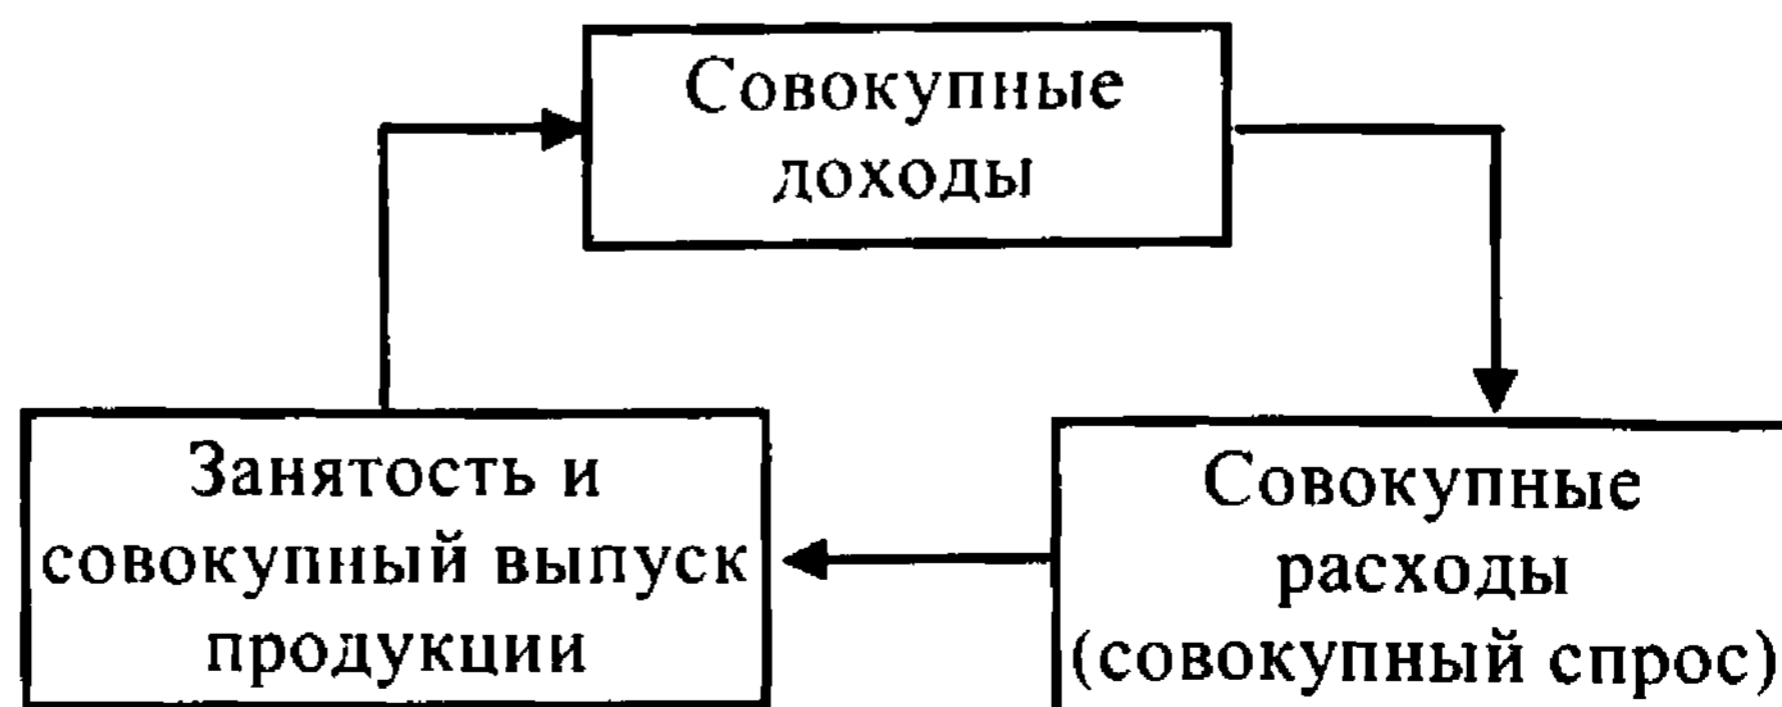 Совокупные
доходы
Занятость и
совокупный выпуск
продукции
Совокупные
расходы
(совокупный спрос)